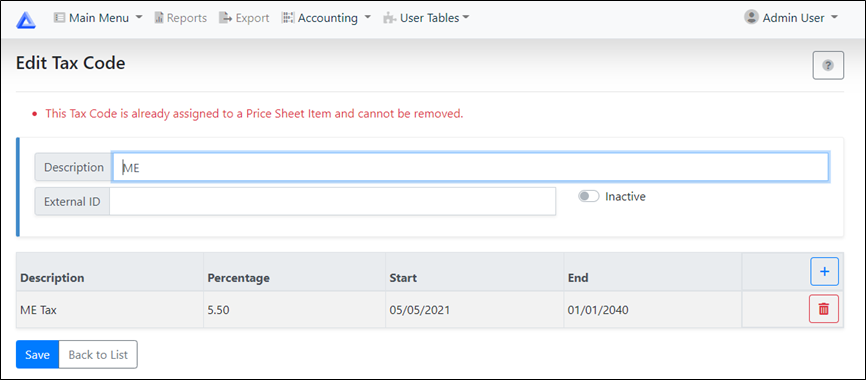 Main Menu Reports Export Accounting User Tables Admin User
Edit Tax Code ?
This Tax Code is already assigned to a Price Sheet Item and cannot be removed.
Description ME
External ID Inactive
Description Percentage Start End +
ME Tax 5.50 05/05/2021 01/01/2040
Save Back to List